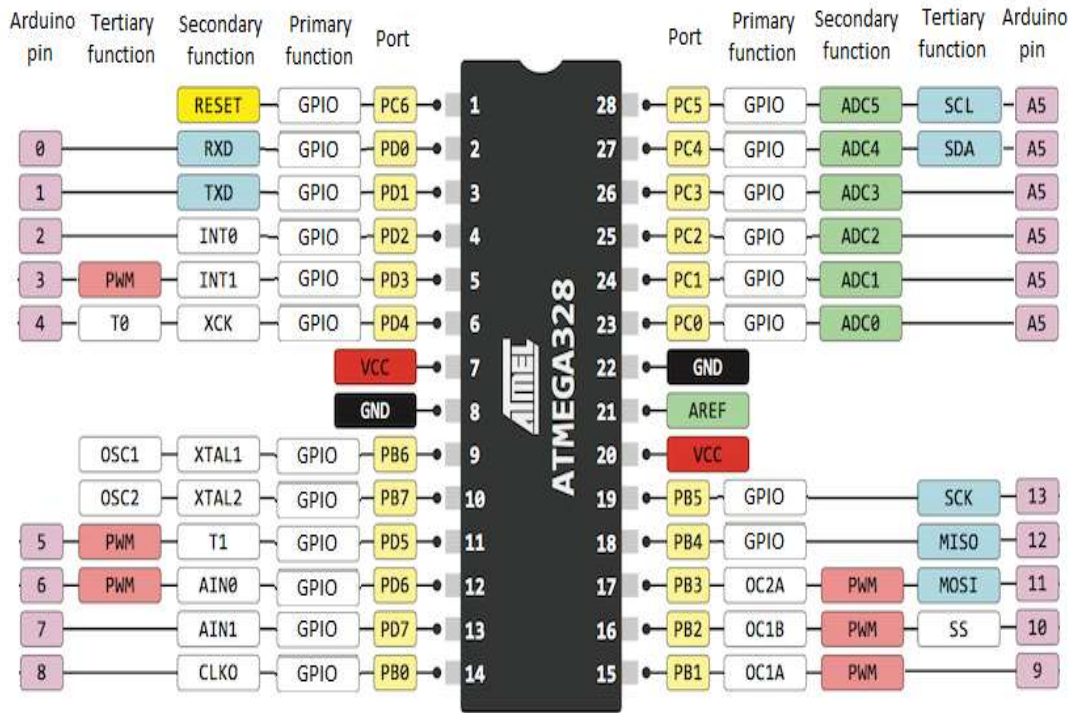 Arduino pin Tertiary function Secondary function Primary function Port Port Primary function Secondary function Tertiary function Arduino pin
RESET GPIO PC6 1 28 PC5 GPIO ADC5 SCL A5
0 RXD GPIO PD0 2 27 PC4 GPIO ADC4 SDA A5
1 TXD GPIO PD1 3 26 PC3 GPIO ADC3 A5
2 INT0 GPIO PD2 4 25 PC2 GPIO ADC2 A5
3 PWM INT1 GPIO PD3 5 24 PC1 GPIO ADC1 A5
4 T0 XCK GPIO PD4 6 23 PC0 GPIO ADC0 A5
VCC 7 22 GND
GND 8 21 AREF
OSC1 XTAL1 GPIO PB6 9 20 VCC
OSC2 XTAL2 GPIO PB7 10 19 PB5 GPIO SCK 13
5 PWM T1 GPIO PD5 11 18 PB4 GPIO MISO 12
6 PWM AIN0 GPIO PD6 12 17 PB3 OC2A PWM MOSI 11
7 AIN1 GPIO PD7 13 16 PB2 OC1B PWM SS 10
8 CLKO GPIO PB0 14 15 PB1 OC1A PWM 9
ATMEL
ATMEGA328